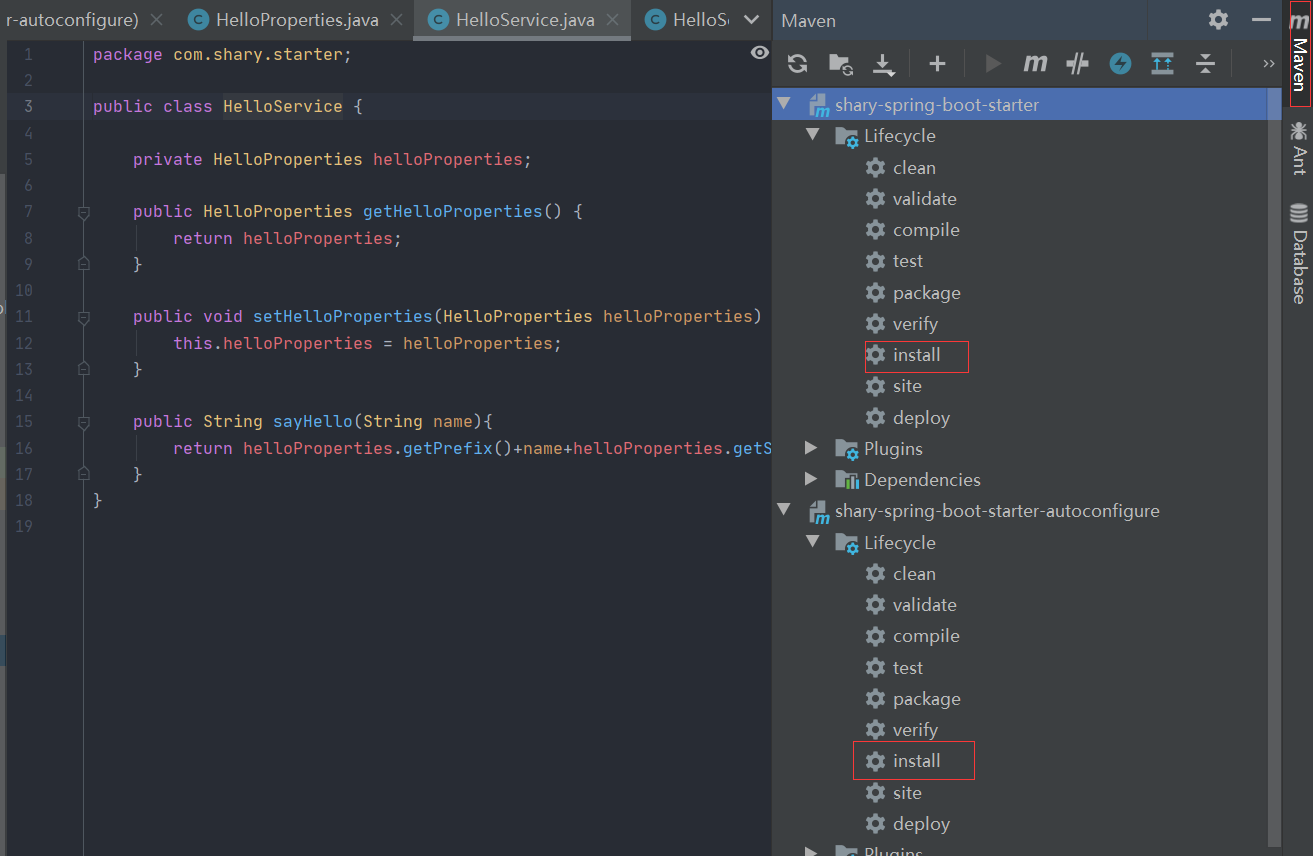 r-autoconfigure)
HelloProperties.java
HelloService.java
HelloS
1 package com.shary.starter;
2
3 public class HelloService {
4
5 private HelloProperties helloProperties;
6
7 public HelloProperties getHelloProperties() {
8 return helloProperties;
9 }
10
11 public void setHelloProperties(HelloProperties helloProperties)
12 this.helloProperties = helloProperties;
13 }
14
15 public String sayHello(String name){
16 return helloProperties.getPrefix()+name+helloProperties.getS
17 }
18 }
19
Maven
shary-spring-boot-starter
Lifecycle
clean
validate
compile
test
package
verify
install
site
deploy
Plugins
Dependencies
shary-spring-boot-starter-autoconfigure
Lifecycle
clean
validate
compile
test
package
verify
install
site
deploy
Plugins
Maven
Ant
Database